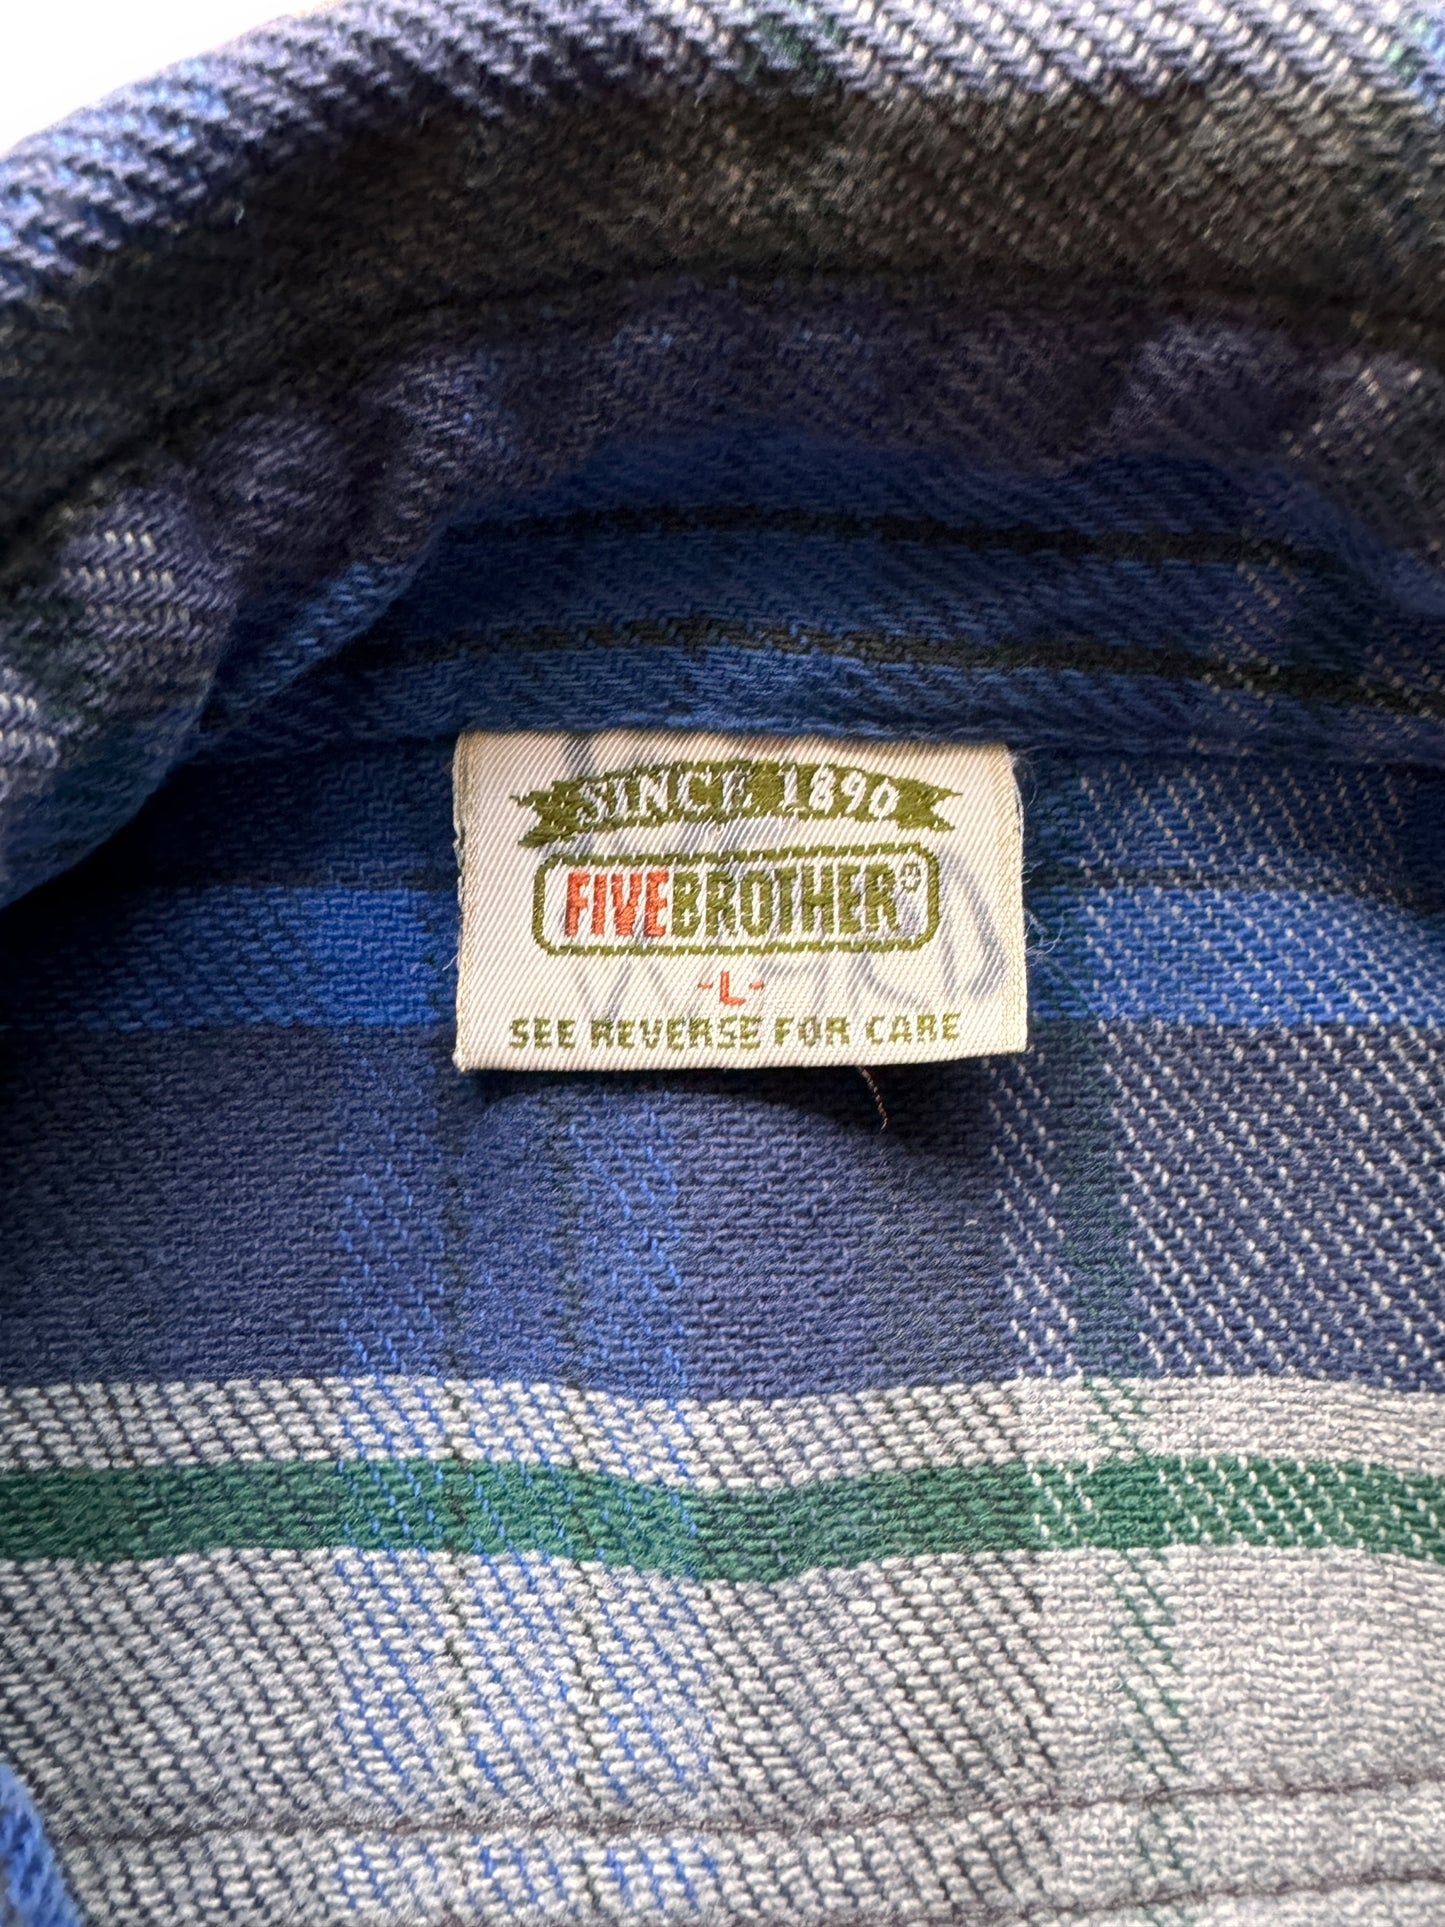 SINCE 1890
FIVEBROTHER®
-L-
SEE REVERSE FOR CARE